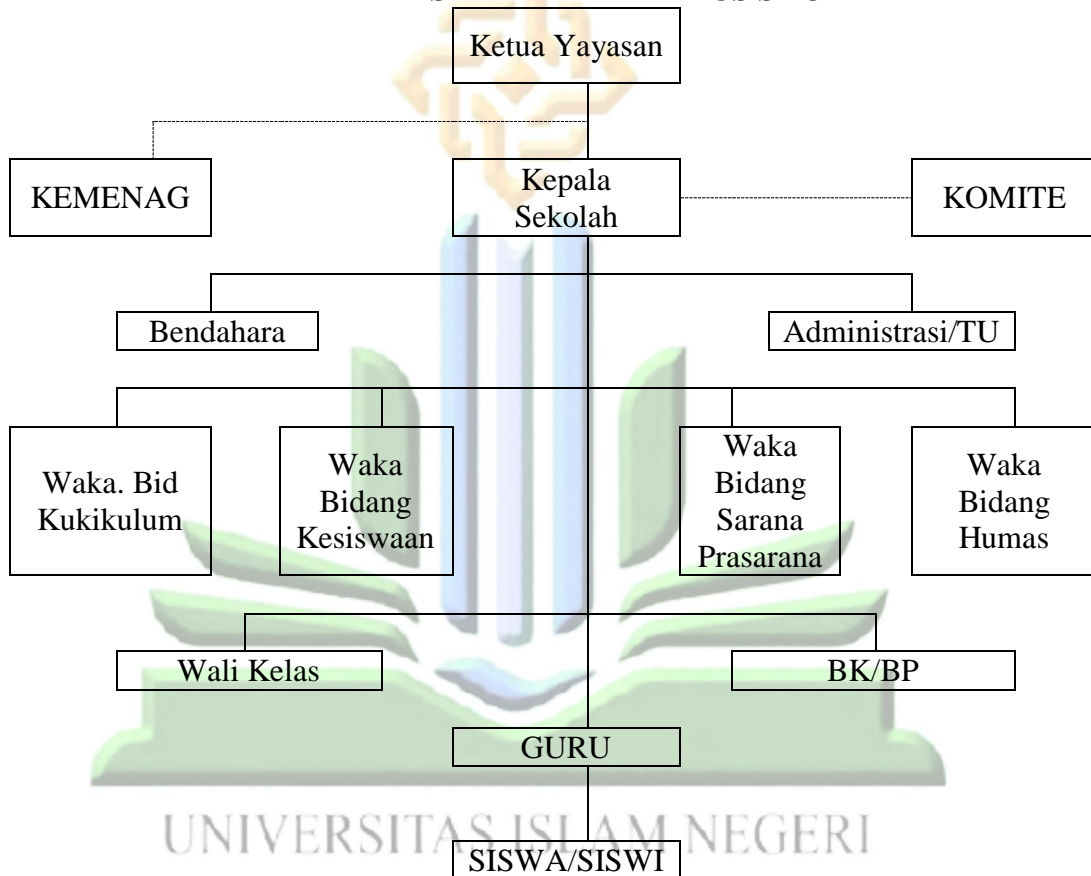 Ketua Yayasan
KEMENAG
Kepala
Sekolah
KOMITE
Bendahara
Administrasi/TU
Waka. Bid
Kukikulum
Waka
Bidang
Kesiswaan
Waka
Bidang
Sarana
Prasarana
Waka
Bidang
Humas
Wali Kelas
BK/BP
GURU
UNIVERSITAS ISLAM NEGERI
SISWA/SISWI